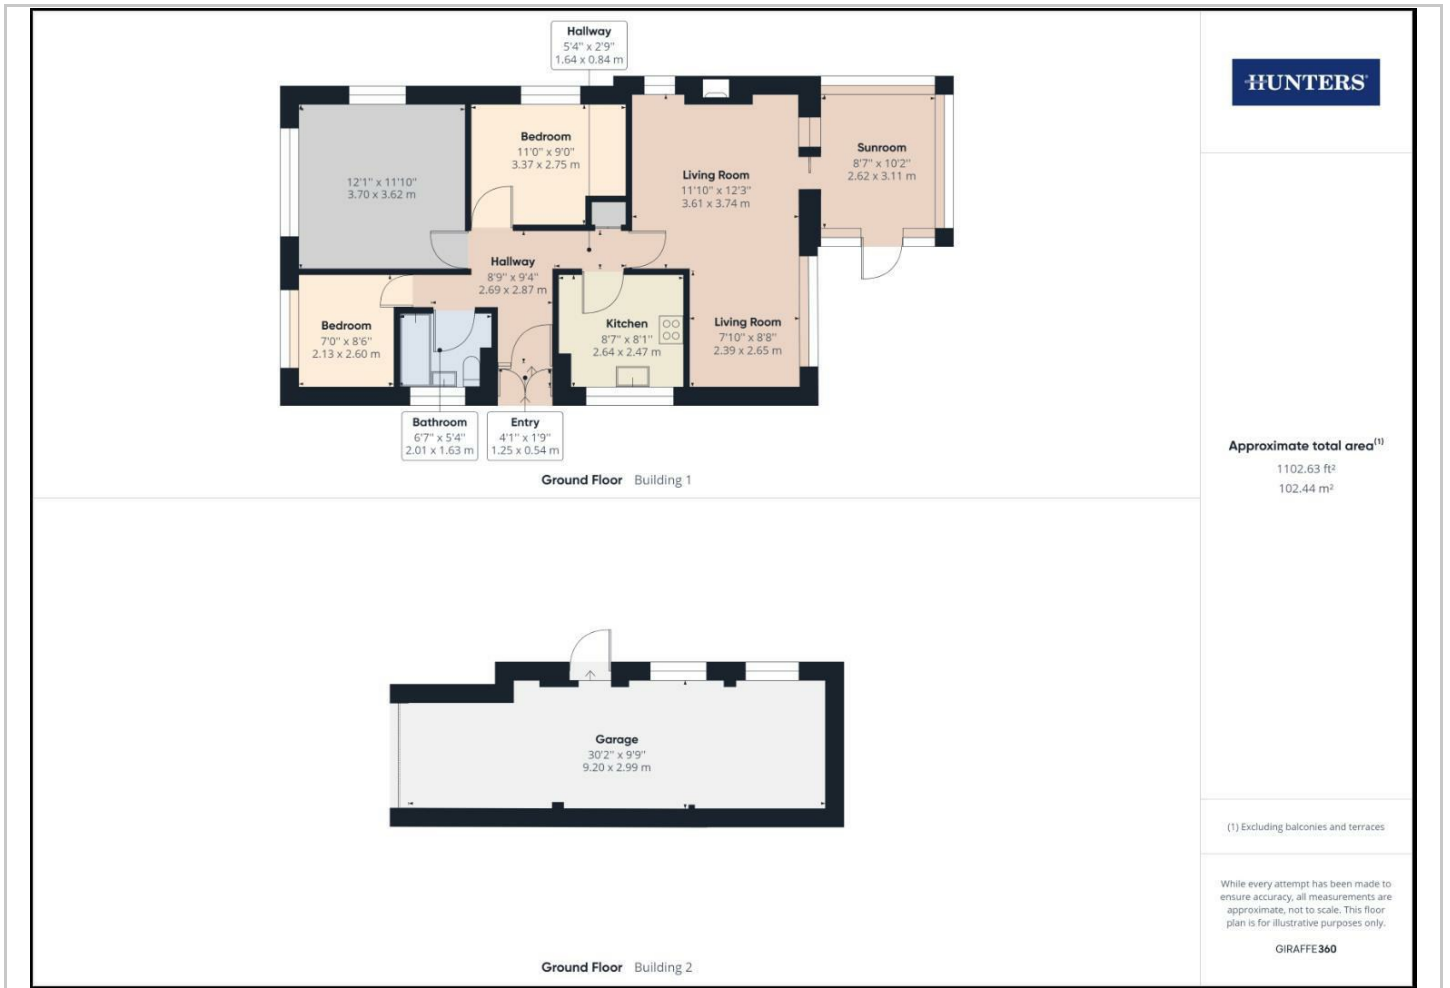 Hallway
5'4" x 2'9"
1.64 x 0.84 m
Bedroom
11'0" x 9'0"
3.37 x 2.75 m
12'1" x 11'10"
3.70 x 3.62 m
Living Room
11'10" x 12'3"
3.61 x 3.74 m
Sunroom
8'7" x 10'2"
2.62 x 3.11 m
Hallway
8'9" x 9'4"
2.69 x 2.87 m
Bedroom
7'0" x 8'6"
2.13 x 2.60 m
Kitchen
8'7" x 8'1"
2.64 x 2.47 m
Living Room
7'10" x 8'8"
2.39 x 2.65 m
Bathroom
6'7" x 5'4"
2.01 x 1.63 m
Entry
4'1" x 1'9"
1.25 x 0.54 m
Ground Floor Building 1
Garage
30'2" x 9'9"
9.20 x 2.99 m
Ground Floor Building 2
HUNTERS
Approximate total area(1)
1102.63 ft²
102.44 m²
(1) Excluding balconies and terraces
While every attempt has been made to
ensure accuracy, all measurements are
approximate, not to scale. This floor
plan is for illustrative purposes only.
GIRAFFE360